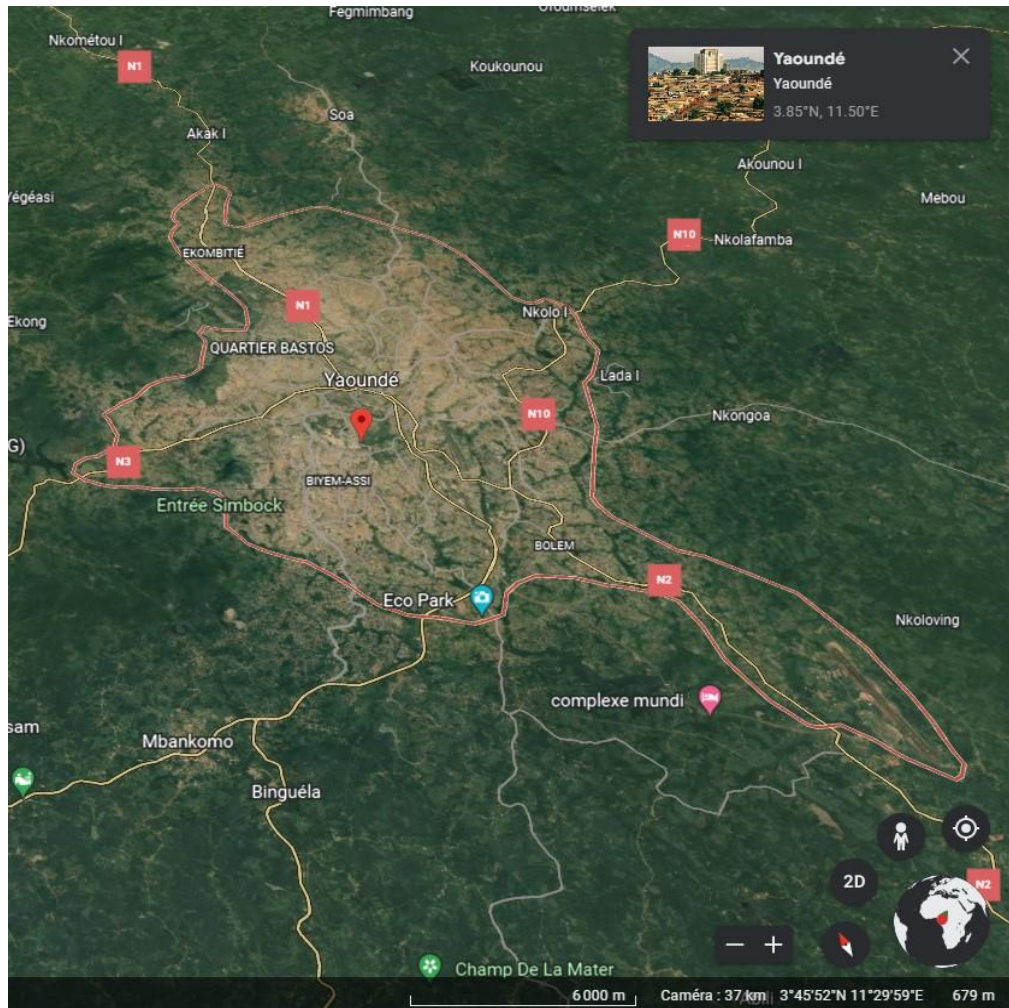 Fegmimbang
Oroumselek
Nkométou I
N1
Koukounou
Yaoundé
Yaoundé
3.85°N, 11.50°E
Soa
Akak I
Akounou I
Yégéasi
Mebou
N10
Nkolafamba
EKOMBITIÉ
N1
Nkolo I
Ekong
QUARTIER BASTOS
Yaoundé
Lada I
N10
Nkongoa
G)
N3
BIYEM-ASSI
Entrée Simbock
BOLEM
N2
Eco Park
Nkoloving
complexe mundi
sam
Mbankomo
Binguéla
2D
N2
Champ De La Mater
6 000 m
Caméra : 37 km 3°45'52"N 11°29'59"E 679 m